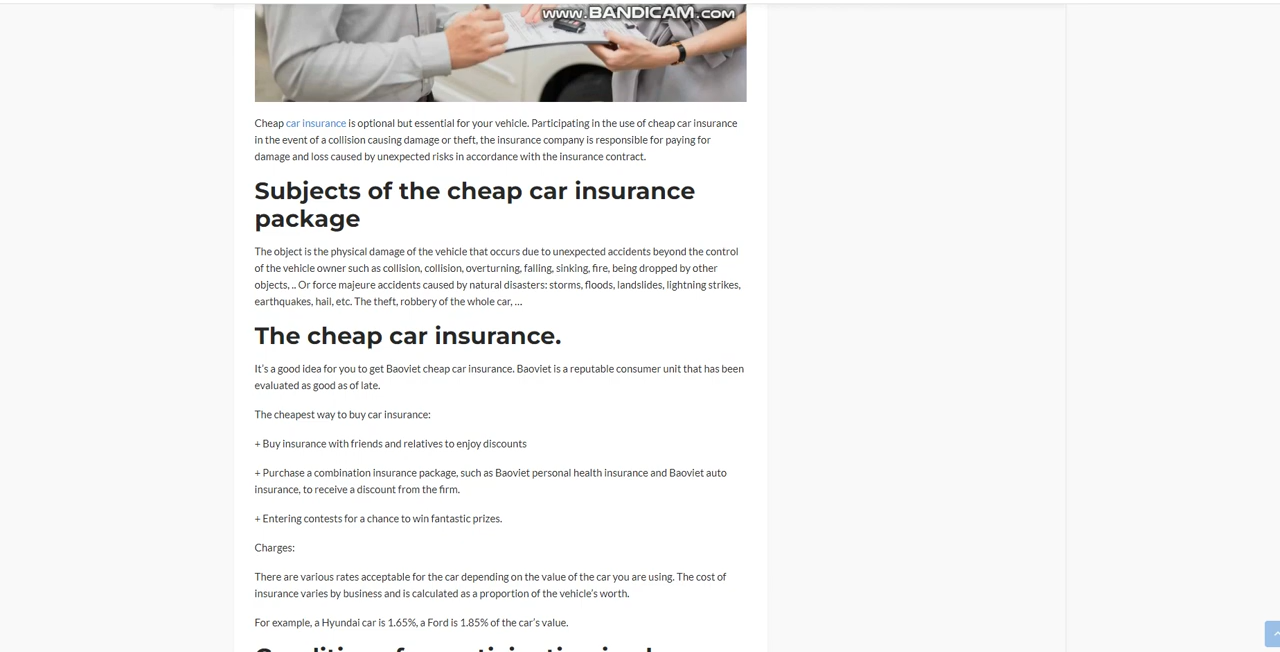 www.BANDICAM.com
Cheap car insurance is optional but essential for your vehicle. Participating in the use of cheap car insurance
in the event of a collision causing damage or theft, the insurance company is responsible for paying for
damage and loss caused by unexpected risks in accordance with the insurance contract.
Subjects of the cheap car insurance
package
The object is the physical damage of the vehicle that occurs due to unexpected accidents beyond the control
of the vehicle owner such as collision, collision, overturning, falling, sinking, fire, being dropped by other
objects, .. Or force majeure accidents caused by natural disasters: storms, floods, landslides, lightning strikes,
earthquakes, hail, etc. The theft, robbery of the whole car, …
The cheap car insurance.
It’s a good idea for you to get Baoviet cheap car insurance. Baoviet is a reputable consumer unit that has been
evaluated as good as of late.
The cheapest way to buy car insurance:
+ Buy insurance with friends and relatives to enjoy discounts
+ Purchase a combination insurance package, such as Baoviet personal health insurance and Baoviet auto
insurance, to receive a discount from the firm.
+ Entering contests for a chance to win fantastic prizes.
Charges:
There are various rates acceptable for the car depending on the value of the car you are using. The cost of
insurance varies by business and is calculated as a proportion of the vehicle’s worth.
For example, a Hyundai car is 1.65%, a Ford is 1.85% of the car’s value.